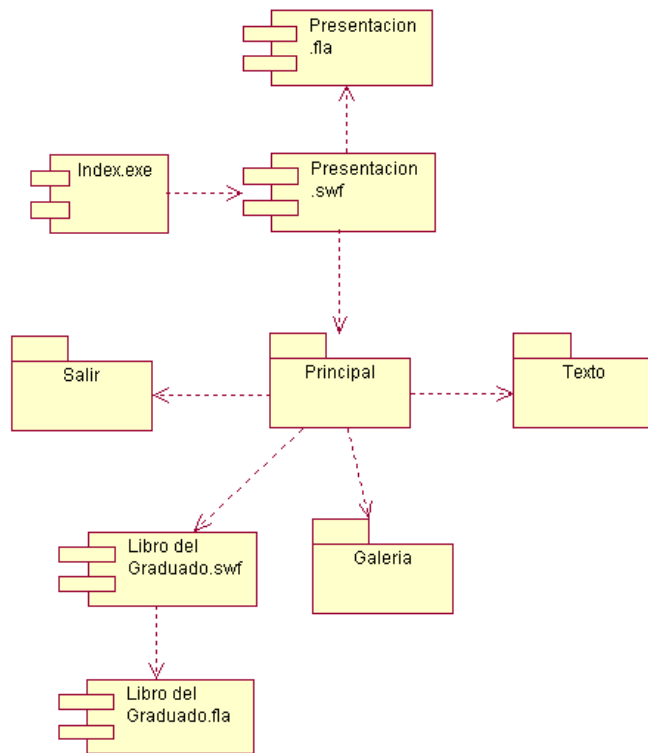 Presentacion
.fla
Index.exe
Presentacion
.swf
Salir
Principal
Texto
Libro del
Graduado.swf
Galeria
Libro del
Graduado.fla